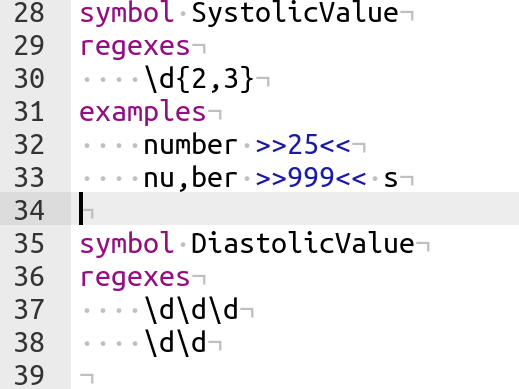 28 symbol SystolicValue
29 regexes
30     \d{2,3}
31 examples
32     number >>25<<
33     nu,ber >>999<< s
34
35 symbol DiastolicValue
36 regexes
37     \d\d\d
38     \d\d
39